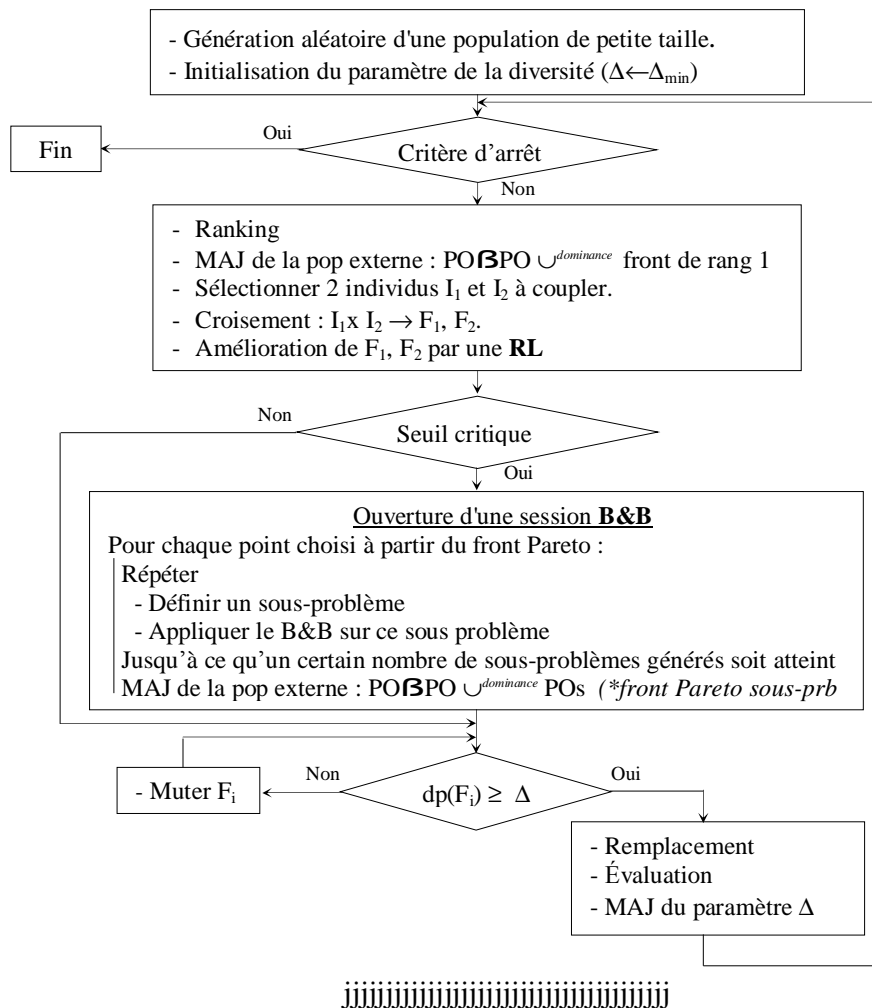 - Génération aléatoire d'une population de petite taille.
- Initialisation du paramètre de la diversité (Δ←Δmin)
Oui
Fin
Critère d’arrêt
Non
- Ranking
- MAJ de la pop externe : POßPO ∪dominance front de rang 1
- Sélectionner 2 individus I1 et I2 à coupler.
- Croisement : I1x I2 → F1, F2.
- Amélioration de F1, F2 par une RL
Non
Seuil critique
Oui
Ouverture d'une session B&B
Pour chaque point choisi à partir du front Pareto :
Répéter
- Définir un sous-problème
- Appliquer le B&B sur ce sous problème
Jusqu’à ce qu’un certain nombre de sous-problèmes générés soit atteint
MAJ de la pop externe : POßPO ∪dominance POs (*front Pareto sous-prb
Non
Oui
- Muter Fi
dp(Fi) ≥ Δ
- Remplacement
- Évaluation
- MAJ du paramètre Δ
jjjjjjjjjjjjjjjjjjjjjjjjjjjjjjjjjjj